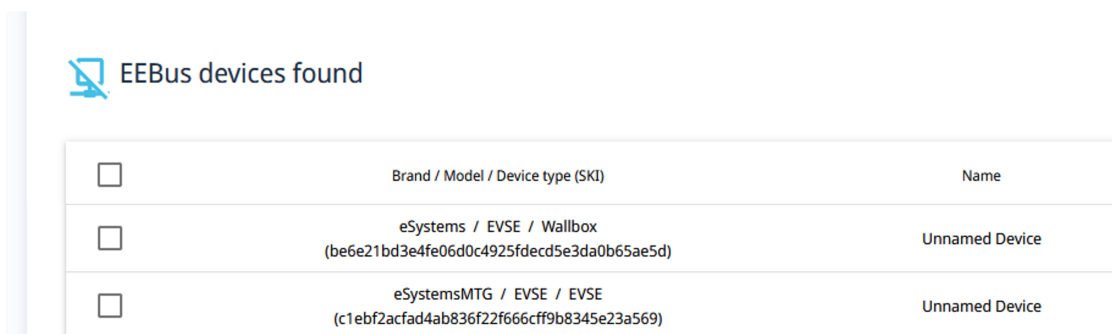 EEBus devices found
Brand / Model / Device type (SKI)
Name
eSystems / EVSE / Wallbox
(be6e21bd3e4fe06d0c4925fdecd5e3da0b65ae5d)
Unnamed Device
eSystemsMTG / EVSE / EVSE
(c1ebf2acfad4ab836f22f666cff9b8345e23a569)
Unnamed Device